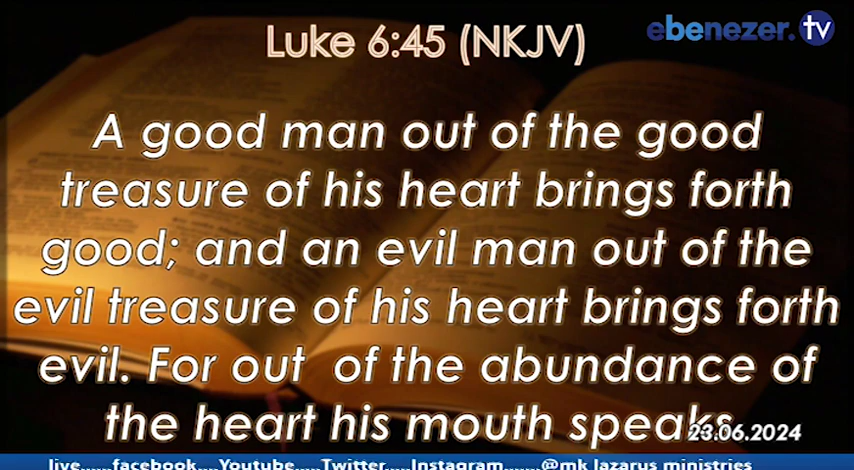 ebenezer.tv
Luke 6:45 (NKJV)
A good man out of the good
treasure of his heart brings forth
good; and an evil man out of the
evil treasure of his heart brings forth
evil. For out of the abundance of
the heart his mouth speaks.
23.06.2024
live......facebook....Youtube.....Twitter.....Instagram.......@mk lazarus ministries